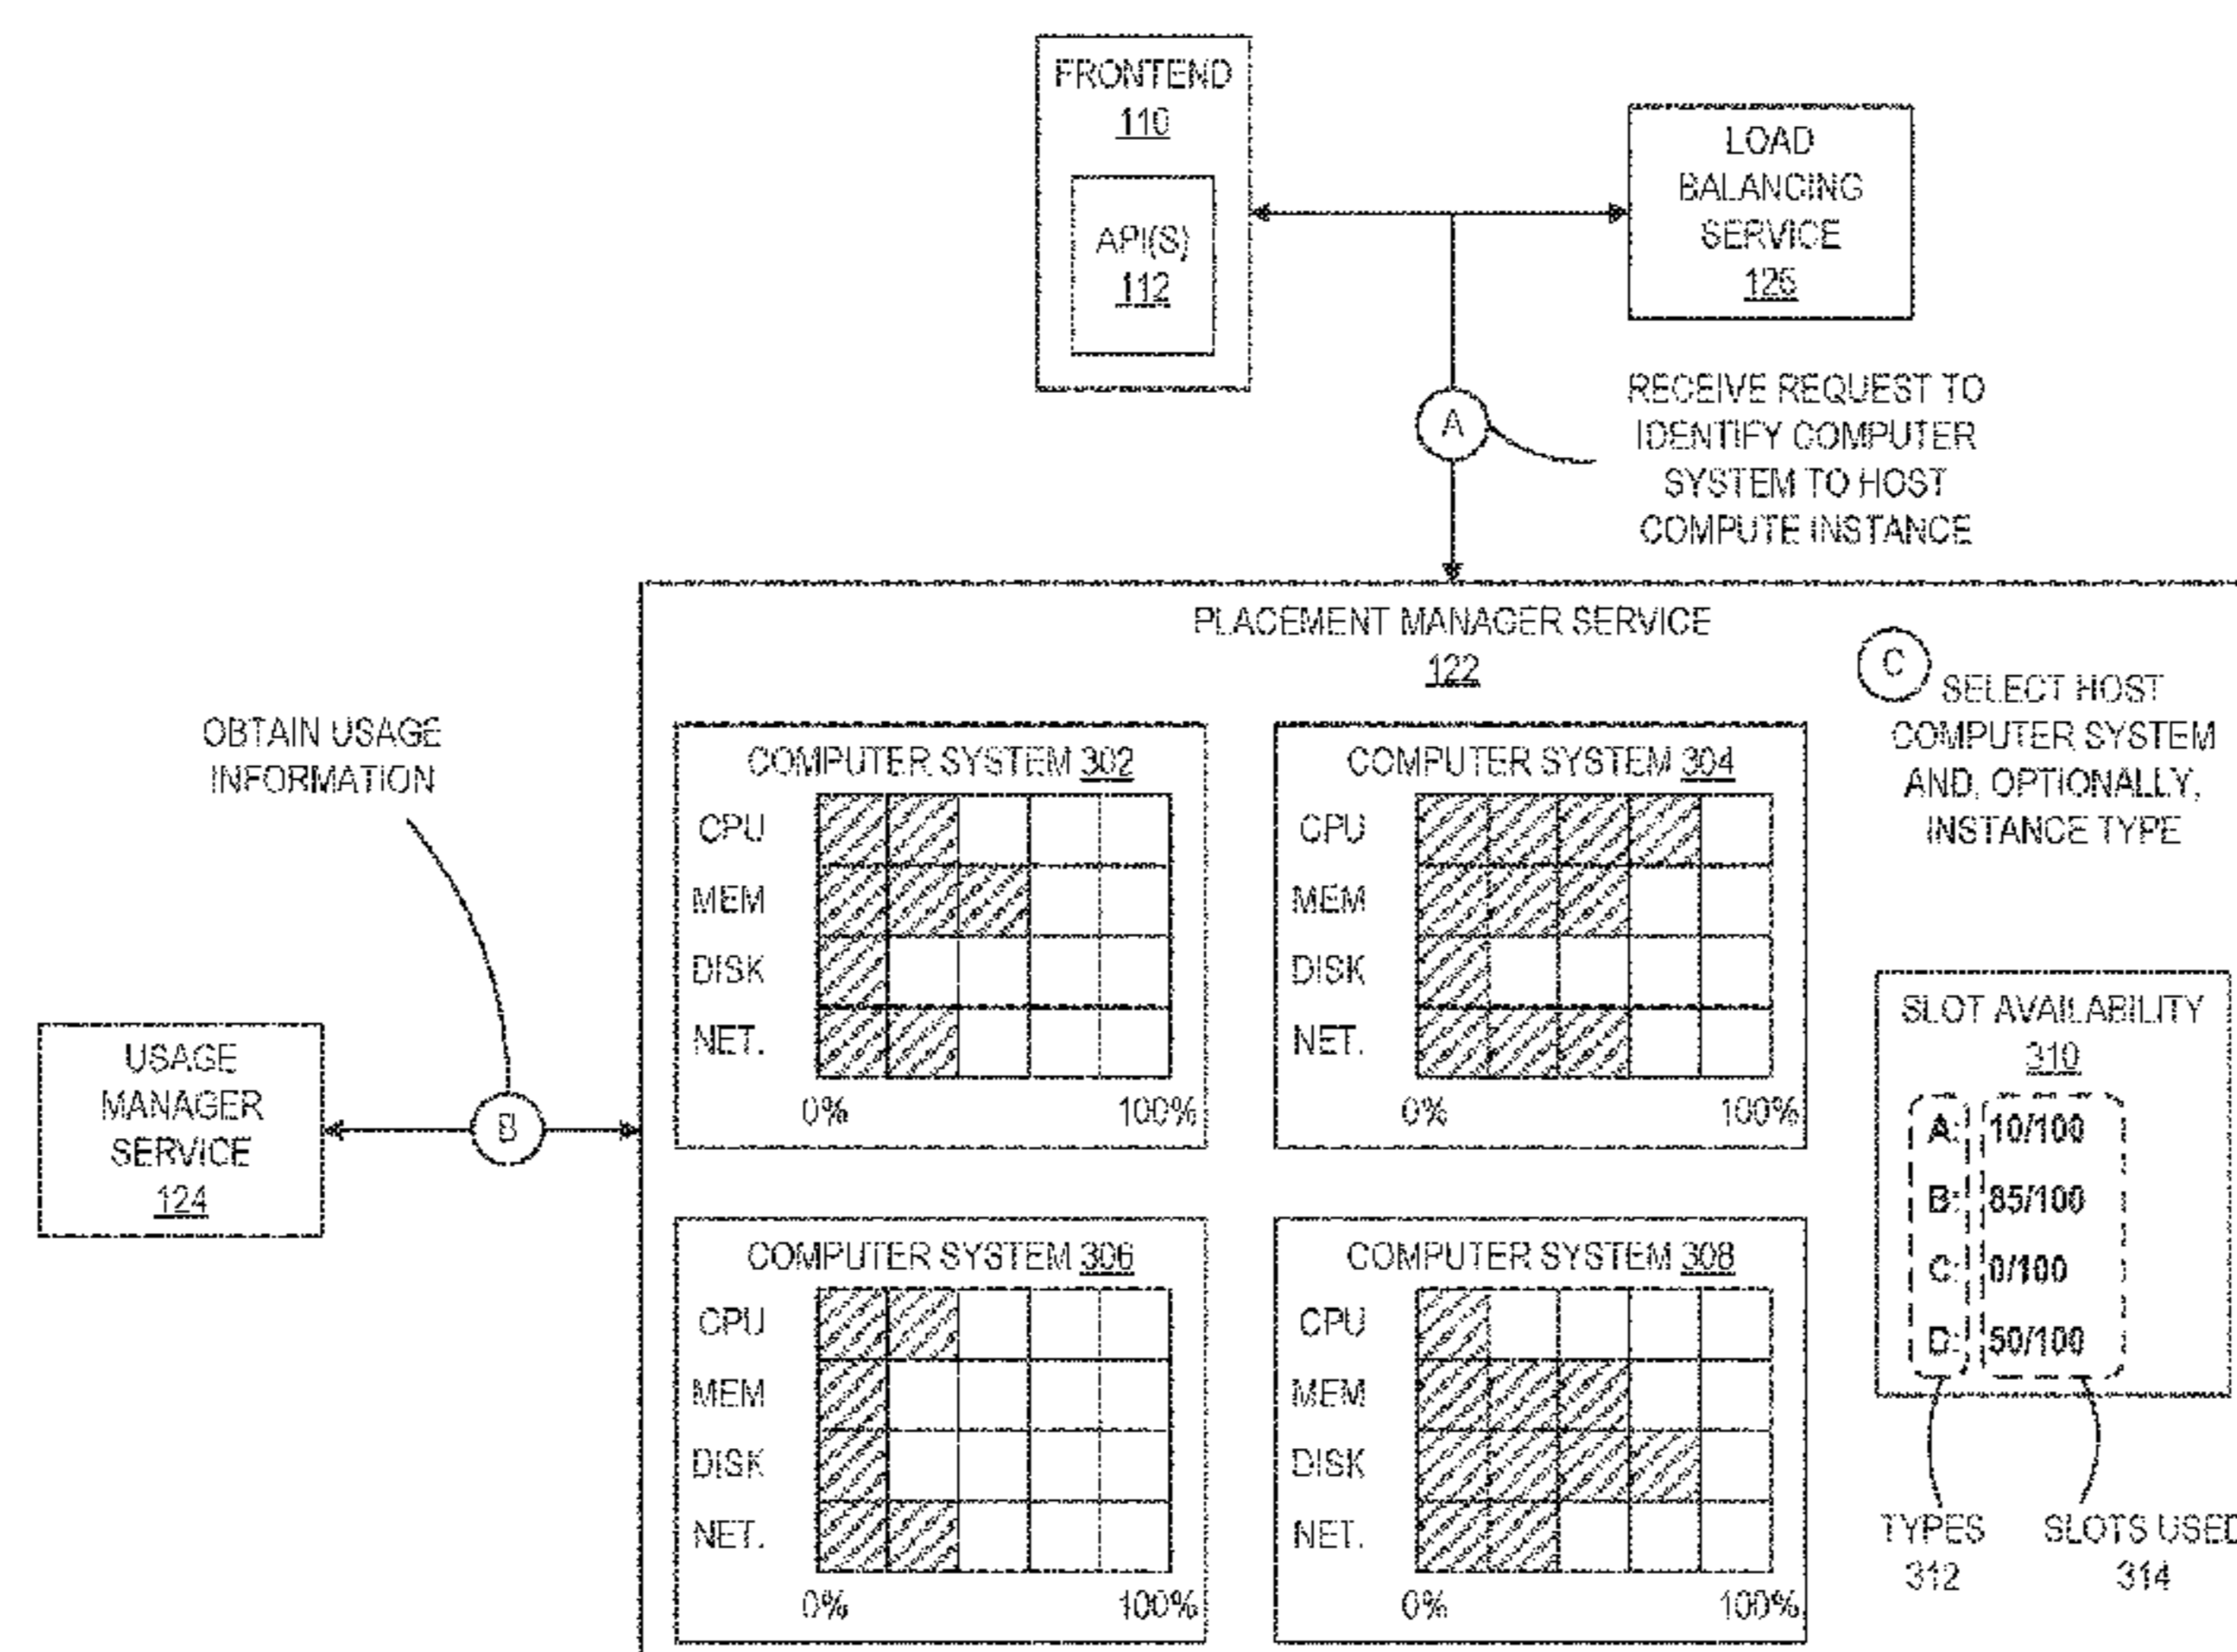 FRONTEND
110
API(S)
112
LOAD
BALANCING
SERVICE
126
A
RECEIVE REQUEST TO
IDENTIFY COMPUTER
SYSTEM TO HOST
COMPUTE INSTANCE
PLACEMENT MANAGER SERVICE
122
C
SELECT HOST
COMPUTER SYSTEM
AND, OPTIONALLY,
INSTANCE TYPE
OBTAIN USAGE
INFORMATION
B
USAGE
MANAGER
SERVICE
124
COMPUTER SYSTEM 302
CPU
MEM
DISK
NET.
0% 100%
COMPUTER SYSTEM 304
CPU
MEM
DISK
NET.
0% 100%
COMPUTER SYSTEM 306
CPU
MEM
DISK
NET.
0% 100%
COMPUTER SYSTEM 308
CPU
MEM
DISK
NET.
0% 100%
SLOT AVAILABILITY
310
A: 10/100
B: 85/100
C: 0/100
D: 50/100
TYPES
312
SLOTS USED
314